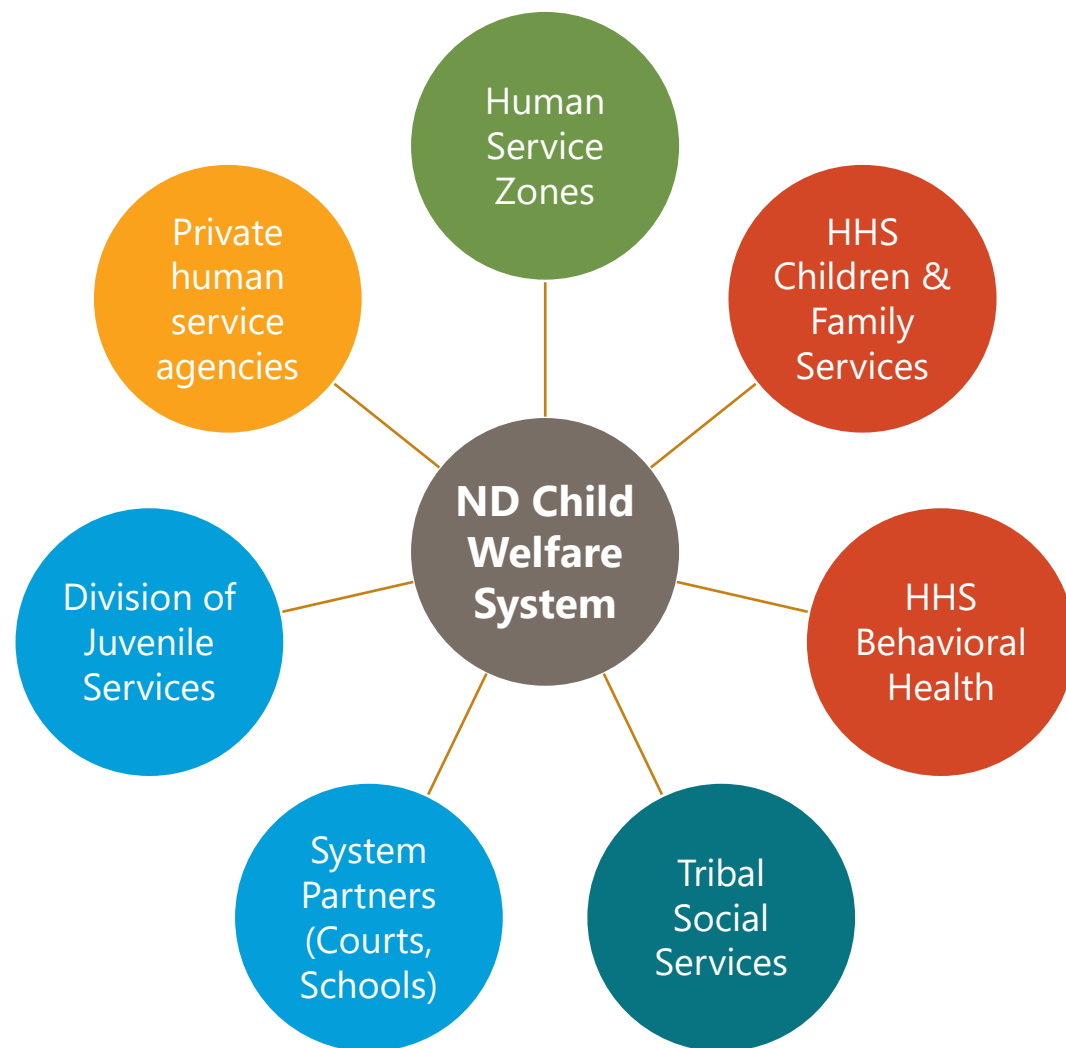 Human
Service
Zones
HHS
Children &
Family
Services
HHS
Behavioral
Health
Tribal
Social
Services
System
Partners
(Courts,
Schools)
Division of
Juvenile
Services
Private
human
service
agencies
ND Child
Welfare
System